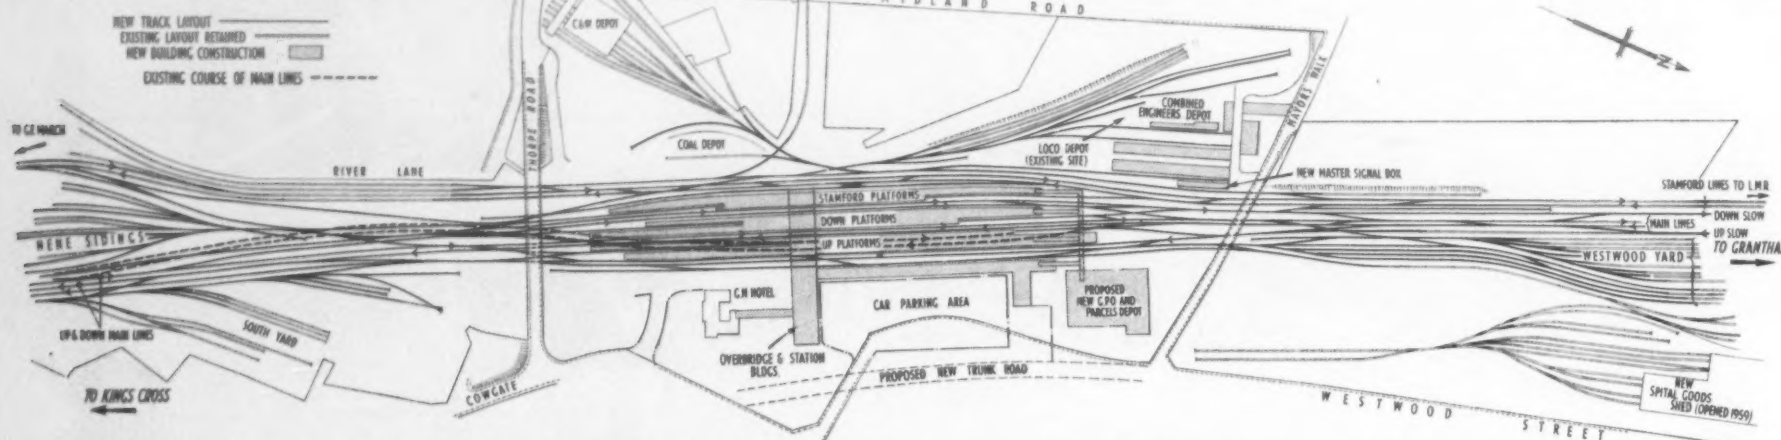 NEW TRACK LAYOUT
EXISTING LAYOUT RETAINED
NEW BUILDING CONSTRUCTION
EXISTING COURSE OF MAIN LINES
C&W DEPOT
MIDLAND ROAD
N
TO G.E. MARCH
RIVER LANE
THORPE ROAD
COAL DEPOT
LOCO DEPOT
(EXISTING SITE)
COMBINED
ENGINEERS DEPOT
MAYORS WALK
NEW MASTER SIGNAL BOX
STAMFORD LINES TO L.M.R.
DOWN SLOW
MAIN LINES
UP SLOW
TO GRANTHA
WESTWOOD YARD
STAMFORD PLATFORMS
DOWN PLATFORMS
UP PLATFORMS
NENE SIDINGS
UP & DOWN MAIN LINES
SOUTH YARD
TO KINGS CROSS
COWGATE
G.N HOTEL
OVERBRIDGE & STATION
BLDGS.
CAR PARKING AREA
PROPOSED
NEW G.P.O AND
PARCELS DEPOT
PROPOSED NEW TRUNK ROAD
WESTWOOD STREET
NEW
SPITAL GOODS
SHED (OPENED 1959)